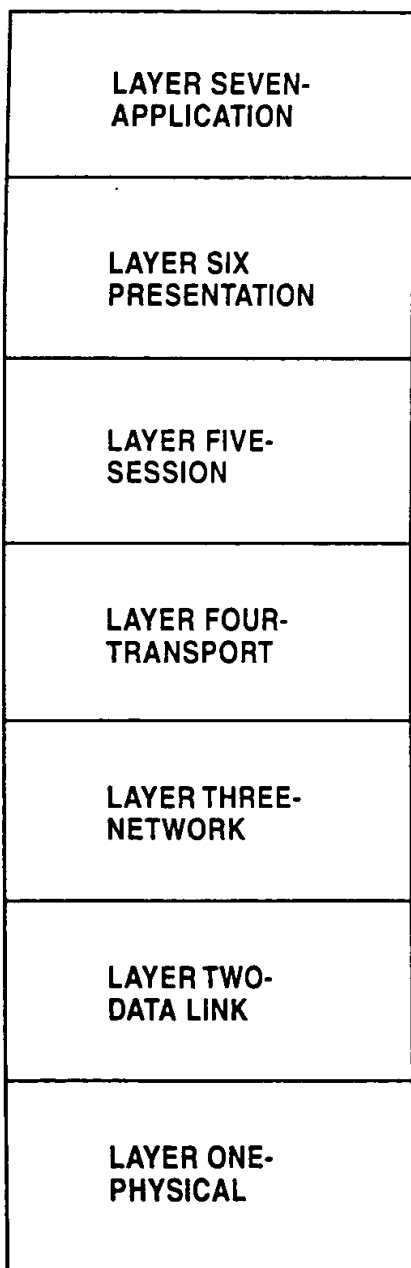 LAYER SEVEN-
APPLICATION
LAYER SIX
PRESENTATION
LAYER FIVE-
SESSION
LAYER FOUR-
TRANSPORT
LAYER THREE-
NETWORK
LAYER TWO-
DATA LINK
LAYER ONE-
PHYSICAL